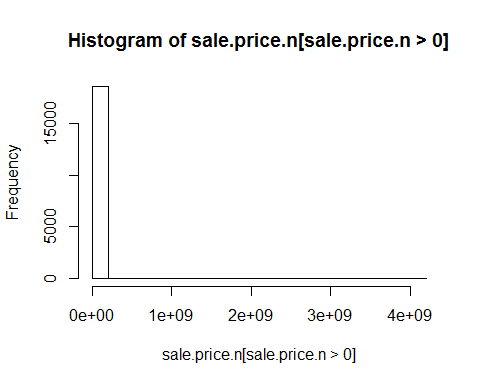 Histogram of sale.price.n[sale.price.n > 0]
Frequency
15000
5000
0
0e+00 1e+09 2e+09 3e+09 4e+09
sale.price.n[sale.price.n > 0]